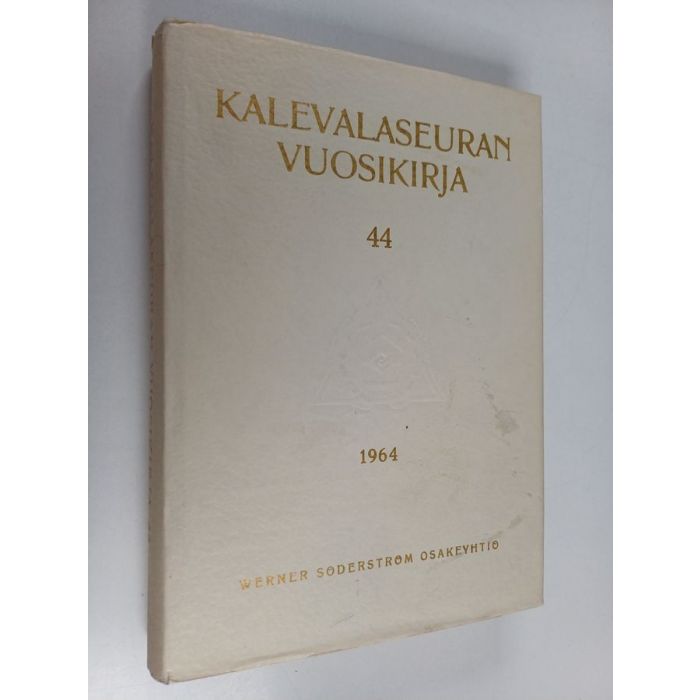 KALEVALASEURAN
VUOSIKIRJA
44
1964
WERNER SÖDERSTRÖM OSAKEYHTIÖ